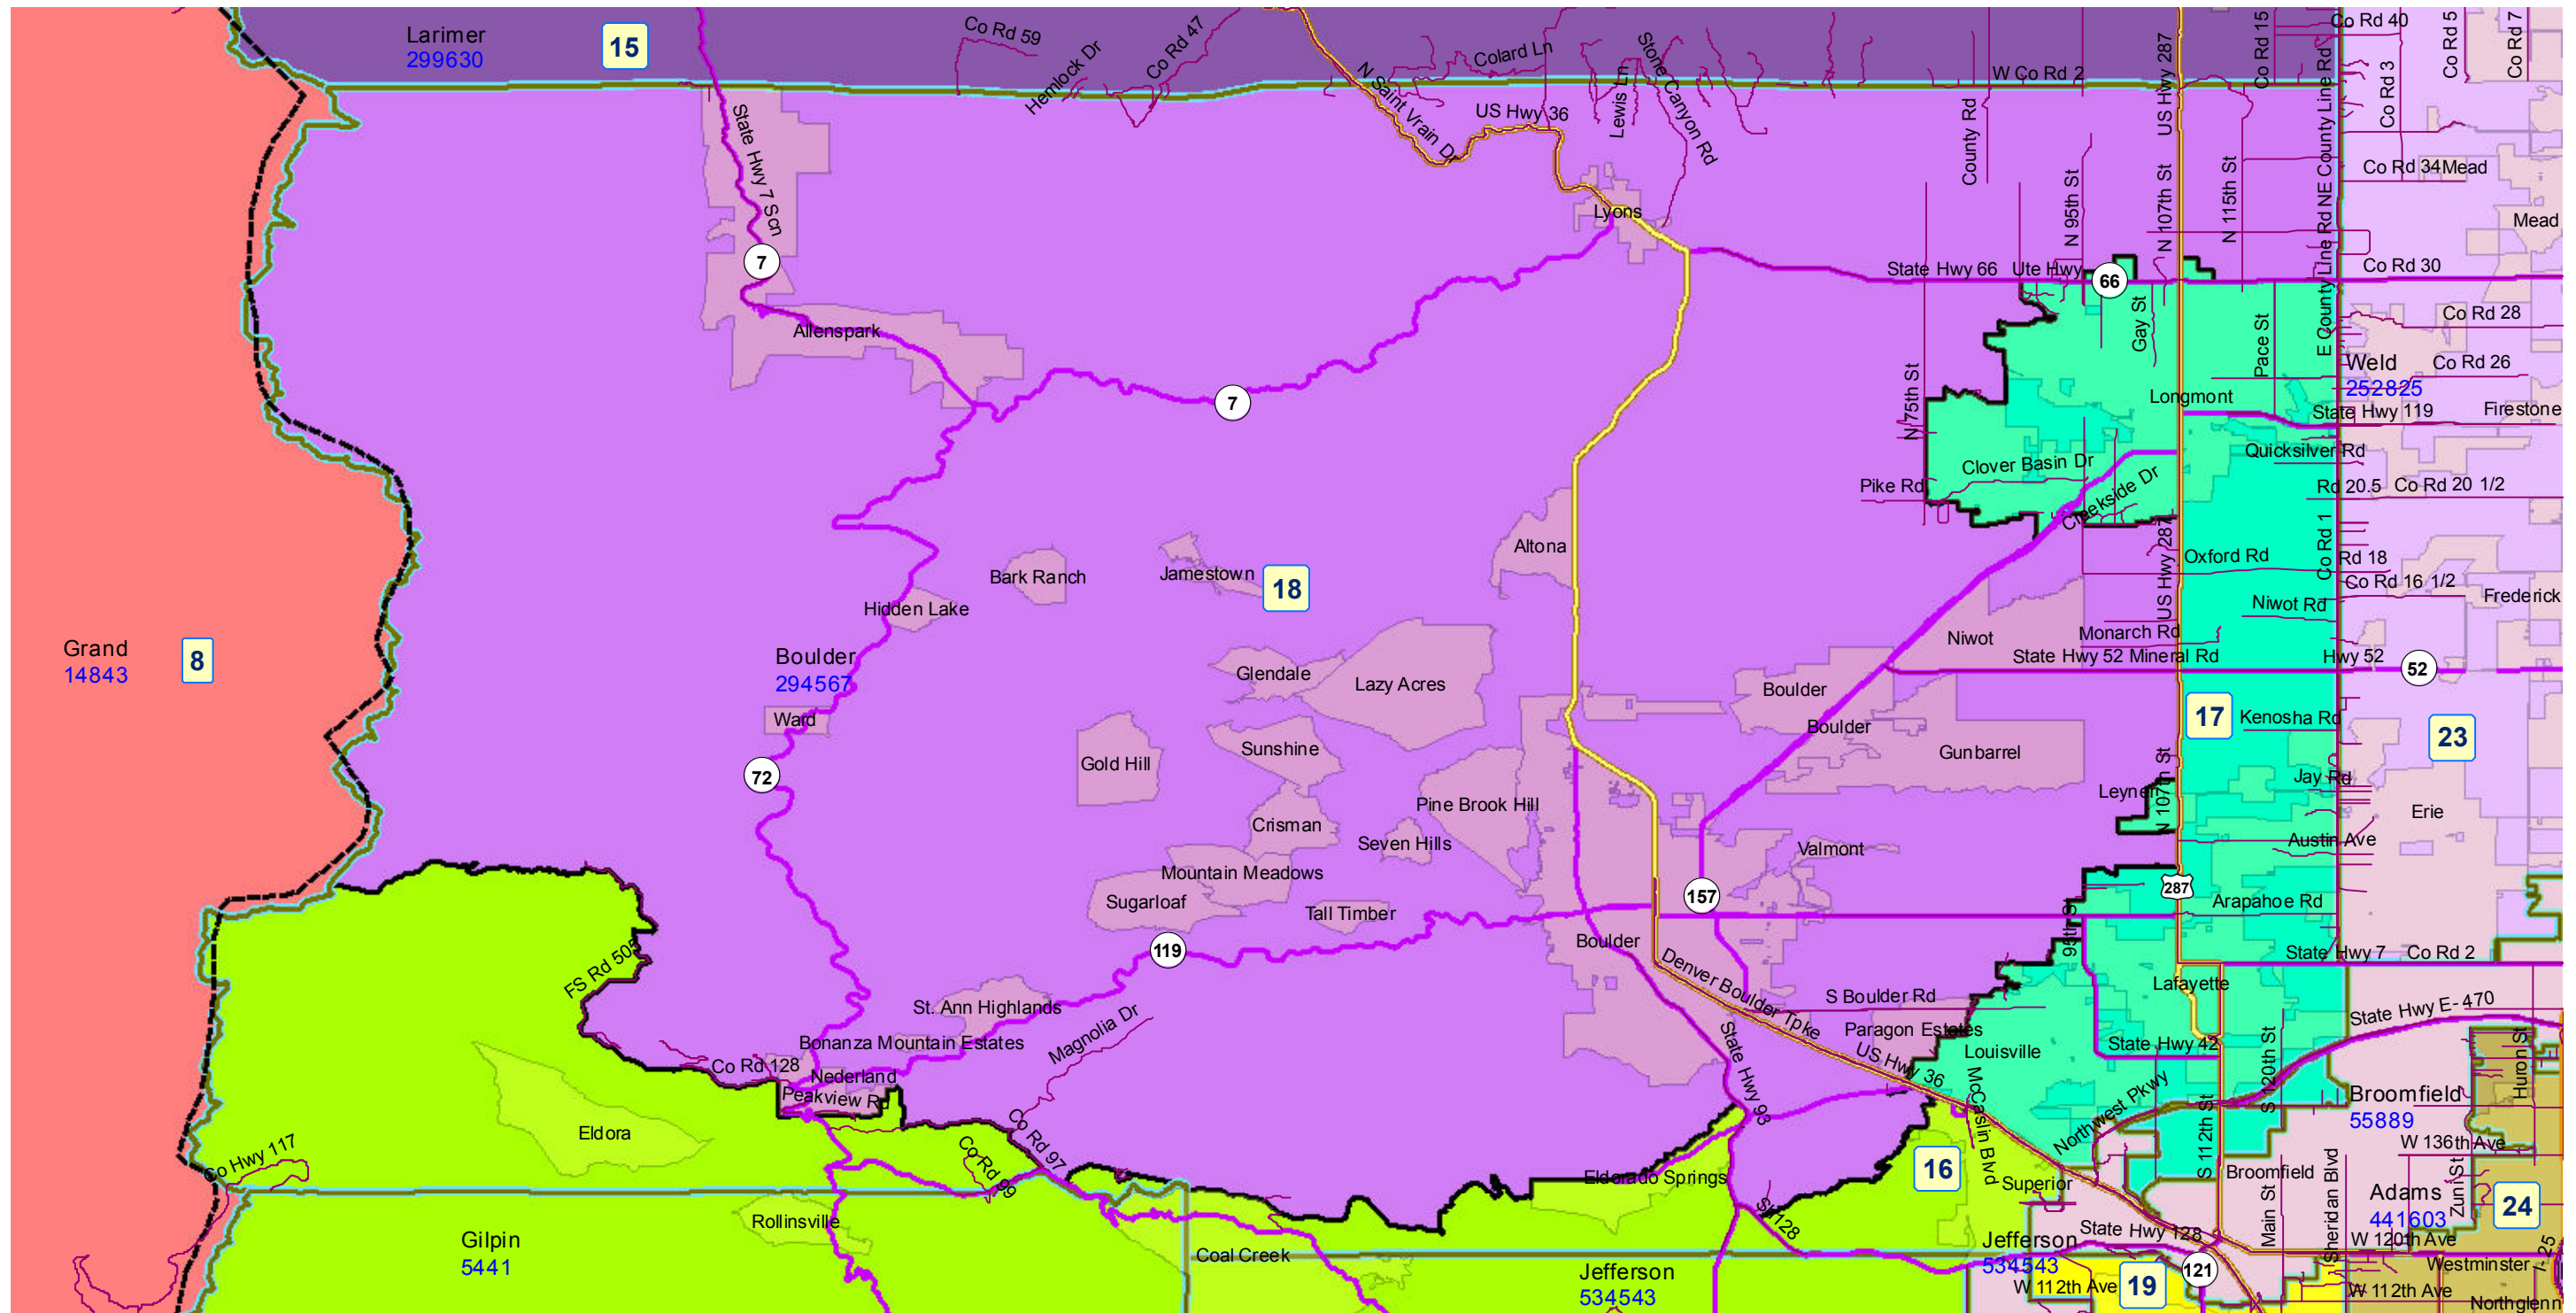 Larimer
299630
15
Co Rd 59
Hemlock Dr
Co Rd 47
N Saint Vrain Dr
Colard Ln
US Hwy 36
Lewis Ln
Stone Canyon Rd
W Co Rd 2
County Rd
US Hwy 287
Co Rd 15
NE County Line Rd
Co Rd 40
Co Rd 3
Co Rd 5
Co Rd 7
State Hwy 7 Scn
7
Lyons
N 95th St
N 107th St
N 115th St
Co Rd 34
Mead
Mead
State Hwy 66
Ute Hwy
66
Co Rd 30
Allenspark
Gay St
Pace St
E County Line Rd
Co Rd 28
Weld
252825
Co Rd 26
7
N 75th St
Longmont
State Hwy 119
Firestone
Clover Basin Dr
Quicksilver Rd
Pike Rd
Creekside Dr
Rd 20.5
Co Rd 20 1/2
Altona
US Hwy 287
Oxford Rd
Co Rd 1
Rd 18
Co Rd 16 1/2
Bark Ranch
Jamestown
18
Hidden Lake
Niwot Rd
Frederick
Grand
14843
8
Boulder
294567
Niwot
Monarch Rd
State Hwy 52 Mineral Rd
Hwy 52
52
Glendale
Lazy Acres
Boulder
Boulder
17
Kenosha Rd
23
Ward
Gold Hill
Sunshine
Gunbarrel
72
Leyner
N 107th St
Jay Rd
Pine Brook Hill
Erie
Crisman
Seven Hills
Valmont
Austin Ave
Mountain Meadows
157
287
Sugarloaf
Tall Timber
Arapahoe Rd
119
Boulder
95th St
State Hwy 7
Co Rd 2
FS Rd 505
Denver Boulder Tpke
Lafayette
St. Ann Highlands
S Boulder Rd
State Hwy E-470
Bonanza Mountain Estates
Magnolia Dr
State Hwy 93
Paragon Estates
Louisville
State Hwy 42
S 120th St
Huron St
Co Rd 128
Nederland
Peakview Rd
US Hwy 36
McCaslin Blvd
Northwest Pkwy
S 112th St
Broomfield
55889
Eldora
Co Rd 97
Co Hwy 117
Co Rd 99
Eldorado Springs
16
Superior
Broomfield
W 136th Ave
Zuni St
Adams
441603
24
Rollinsville
SH 128
Main St
Sheridan Blvd
Gilpin
5441
Coal Creek
Jefferson
534543
Jefferson
534543
State Hwy 128
W 120th Ave
121
Westminster
I-25
W 112th Ave
19
W 112th Ave
Northglenn